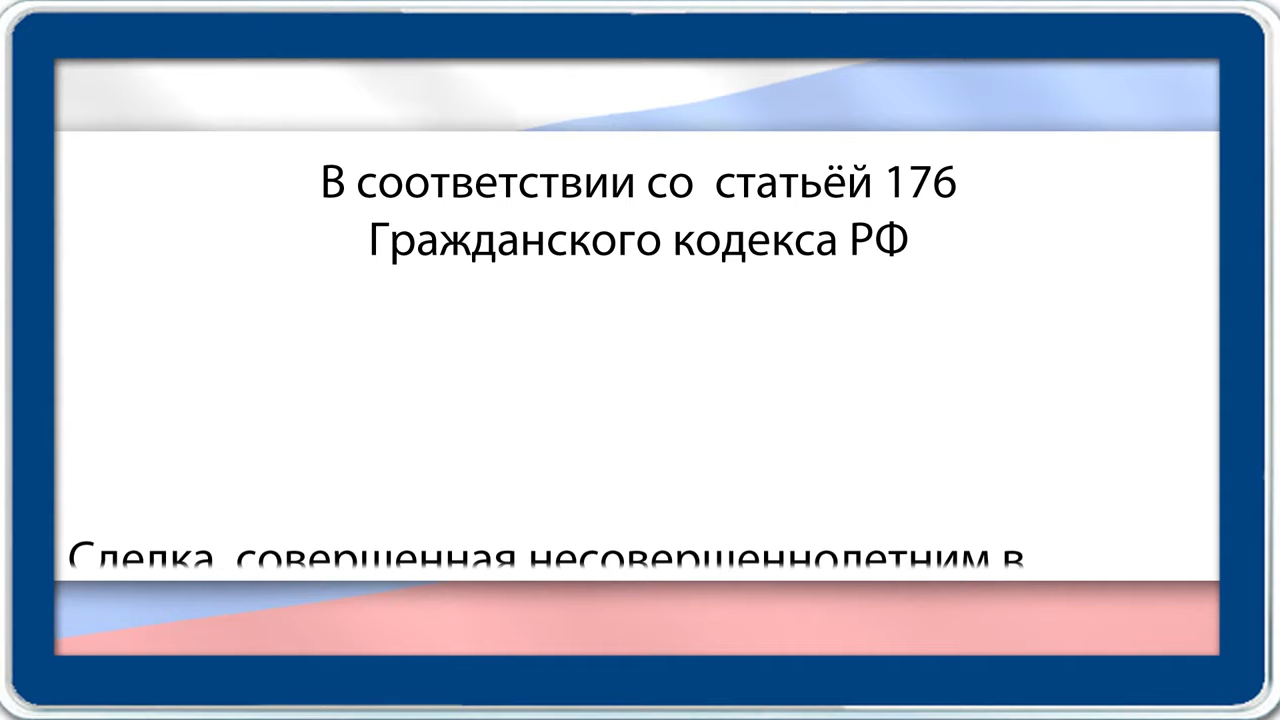 В соответствии со статьёй 176
Гражданского кодекса РФ
Сделка, совершенная несовершеннолетним в